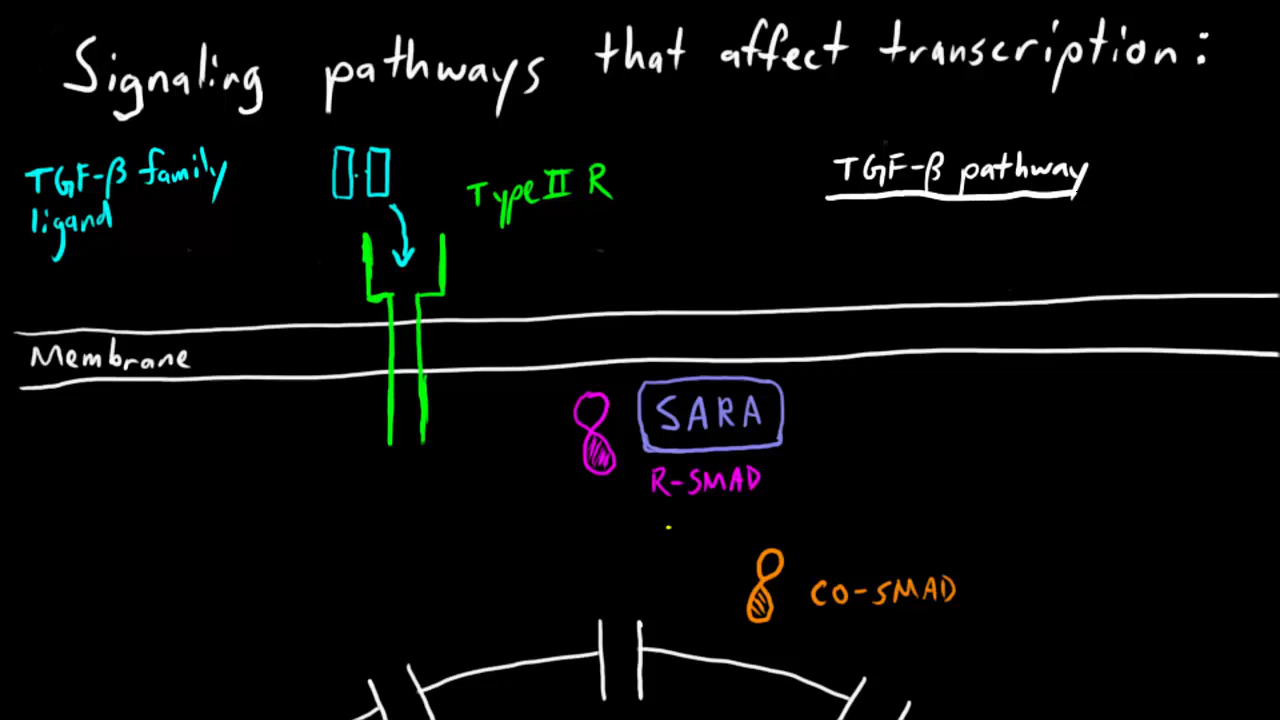 Signaling pathways that affect transcription:
TGF-β family
ligand
Type II R
TGF-β pathway
Membrane
SARA
R-SMAD
CO-SMAD